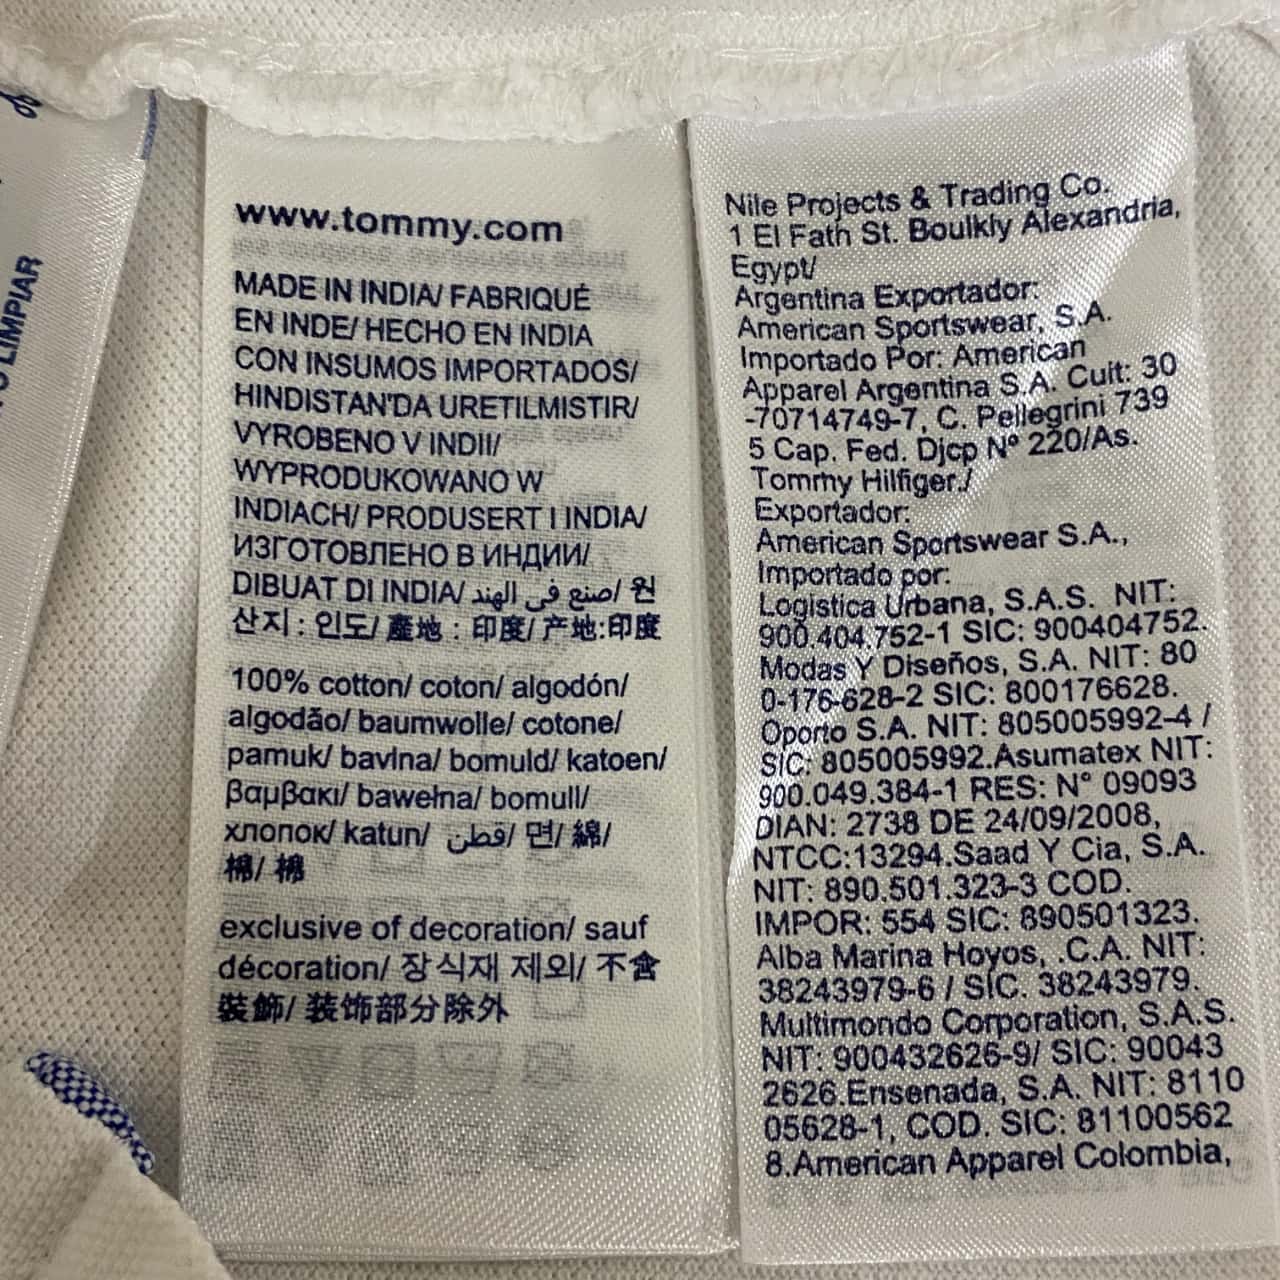 LIMPIAR
www.tommy.com
MADE IN INDIA/ FABRIQUÉ
EN INDE/ HECHO EN INDIA
CON INSUMOS IMPORTADOS/
HINDISTAN'DA URETILMISTIR/
VYROBENO V INDII/
WYPRODUKOWANO W
INDIACH/ PRODUSERT I INDIA/
ИЗГОТОВЛЕНО В ИНДИИ/
DIBUAT DI INDIA/ صنع في الهند/ 원
산지 : 인도/ 產地 : 印度/ 产地:印度
100% cotton/ coton/ algodón/
algodão/ baumwolle/ cotone/
pamuk/ bavlna/ bomuld/ katoen/
βαμβακι/ bawełna/ bomull/
хлопок/ katun/ قطن/ 면/ 綿/
棉/ 棉
exclusive of decoration/ sauf
décoration/ 장식재 제외/ 不含
裝飾/ 装饰部分除外
Nile Projects & Trading Co.
1 El Fath St. Boulkly Alexandria,
Egypt/
Argentina Exportador:
American Sportswear, S.A.
Importado Por: American
Apparel Argentina S.A. Cuit: 30
-70714749-7, C. Pellegrini 739
5 Cap. Fed. Djcp Nº 220/As.
Tommy Hilfiger./
Exportador:
American Sportswear S.A.,
Importado por:
Logistica Urbana, S.A.S. NIT:
900.404.752-1 SIC: 900404752.
Modas Y Diseños, S.A. NIT: 80
0-176-628-2 SIC: 800176628.
Oporto S.A. NIT: 805005992-4 /
SIC: 805005992.Asumatex NIT:
900.049.384-1 RES: N° 09093
DIAN: 2738 DE 24/09/2008,
NTCC:13294.Saad Y Cia, S.A.
NIT: 890.501.323-3 COD.
IMPOR: 554 SIC: 890501323.
Alba Marina Hoyos, .C.A. NIT:
38243979-6 / SIC. 38243979.
Multimondo Corporation, S.A.S.
NIT: 900432626-9/ SIC: 90043
2626.Ensenada, S.A. NIT: 8110
05628-1, COD. SIC: 81100562
8.American Apparel Colombia,